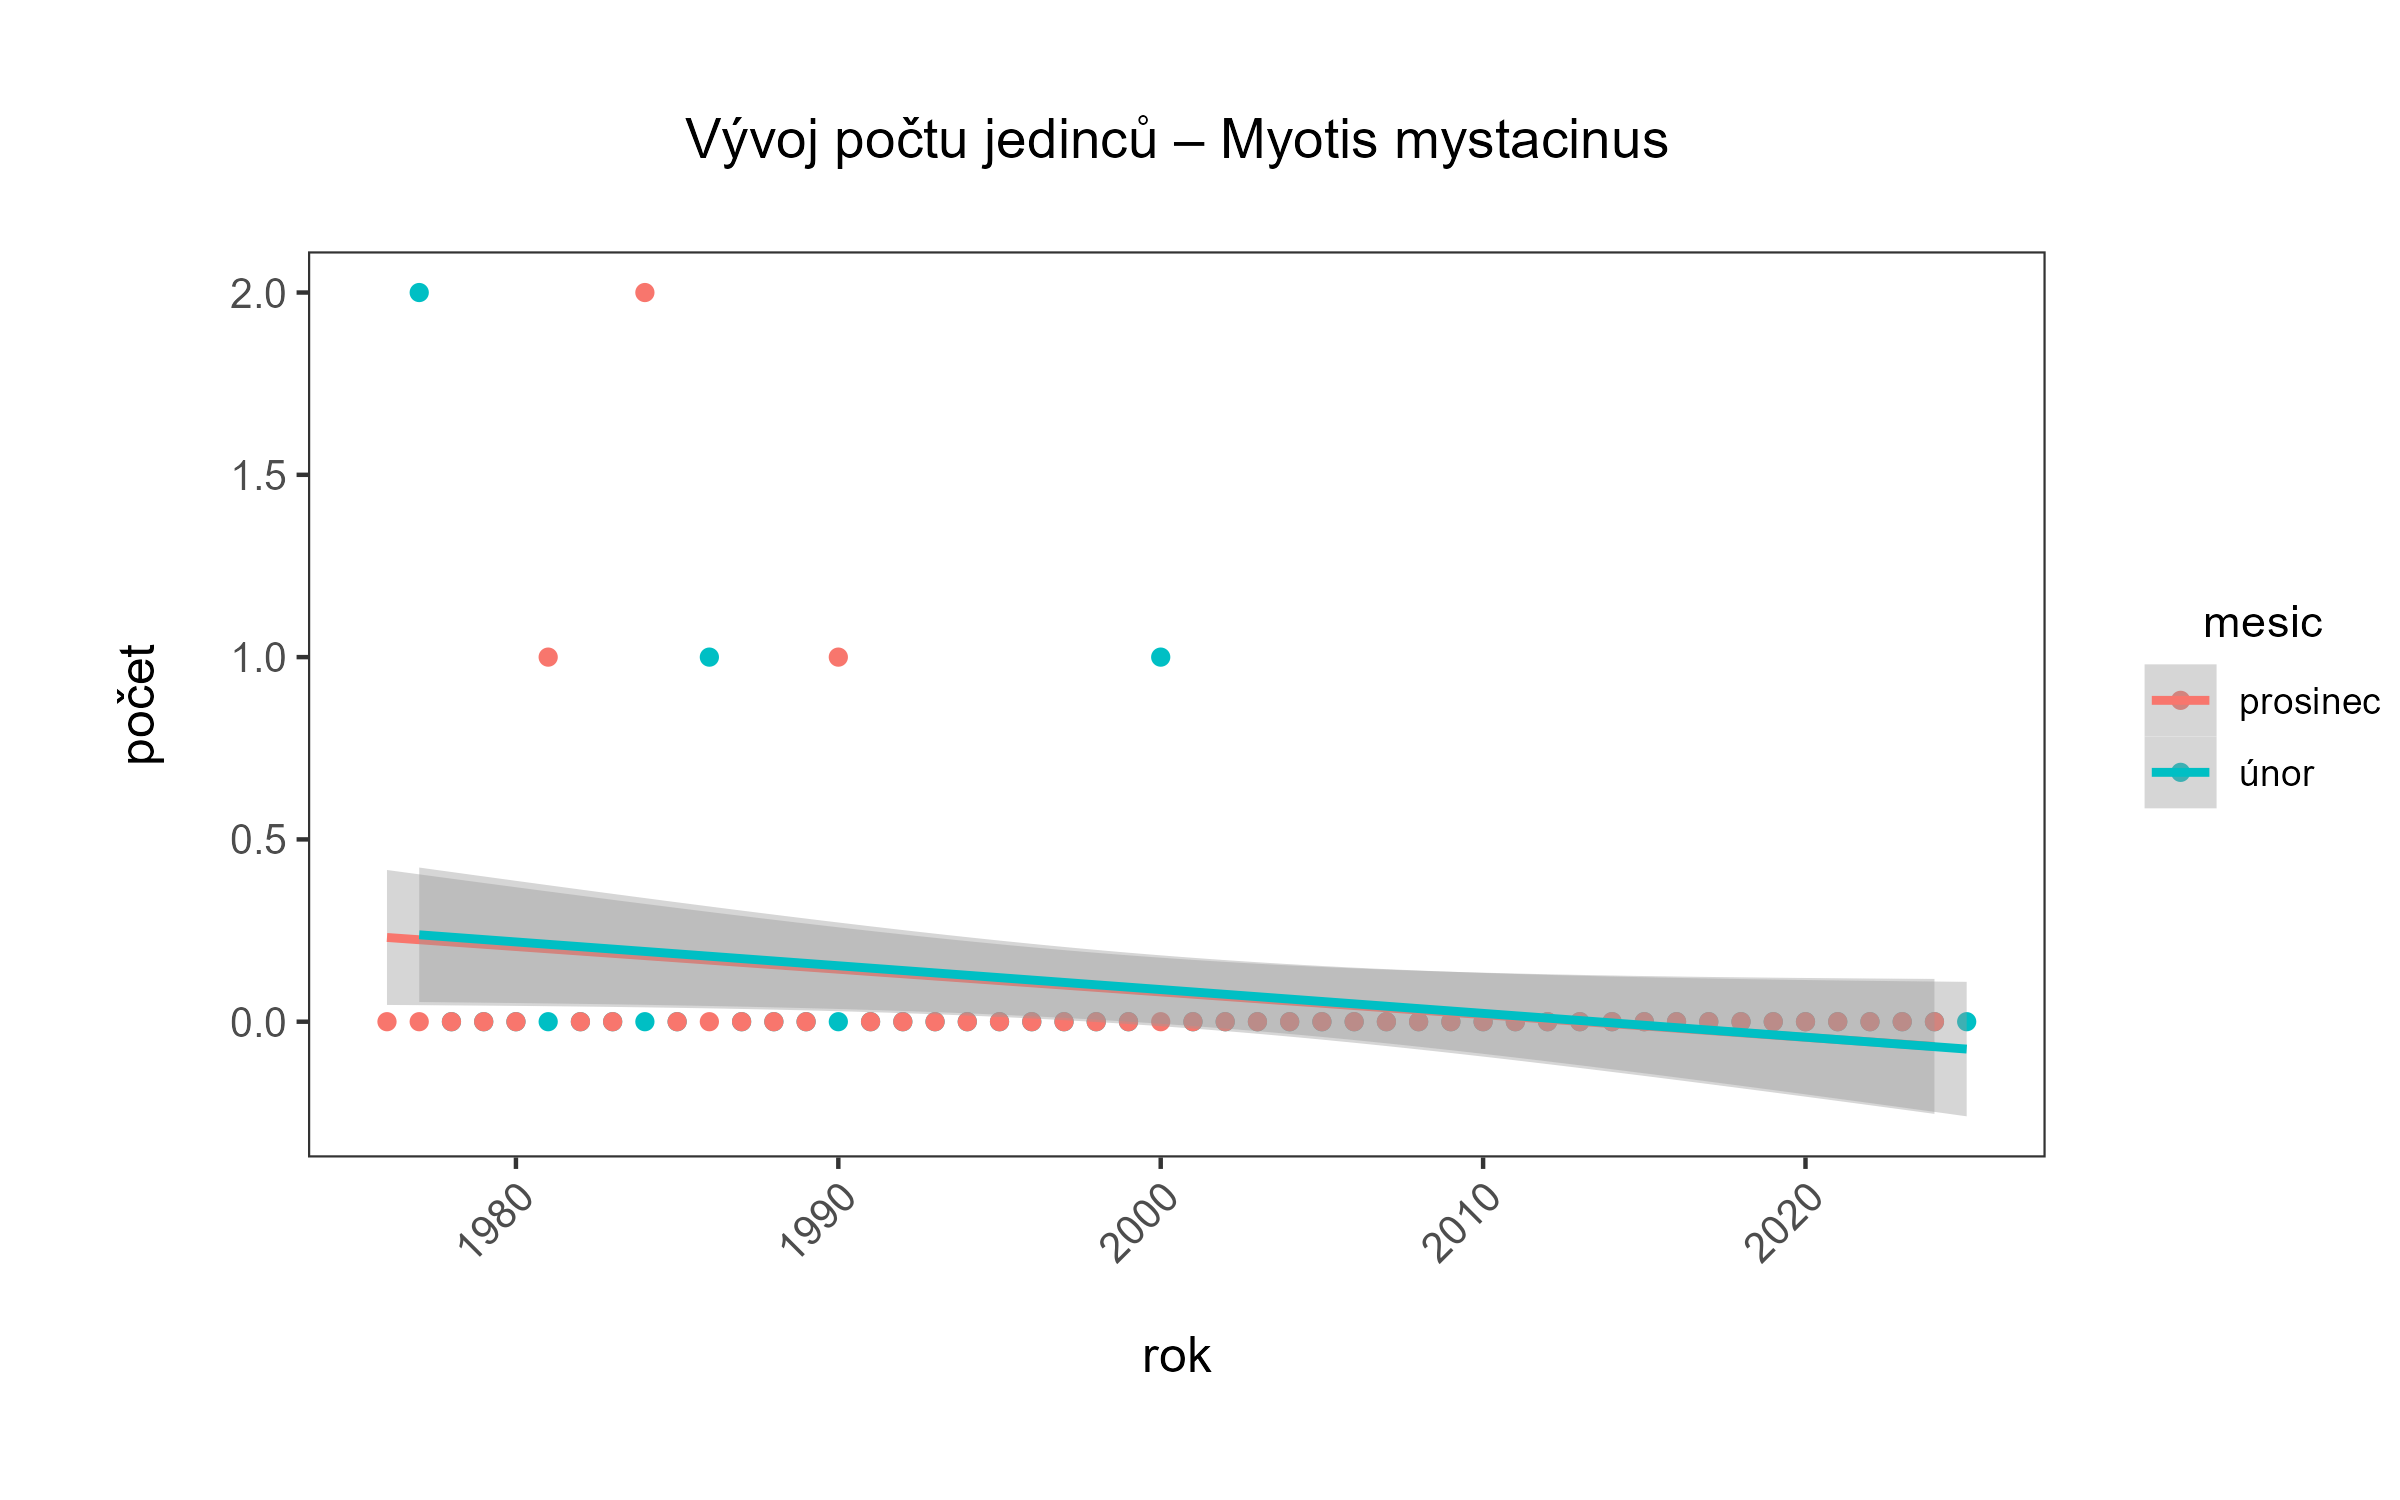 Vývoj počtu jedinců – Myotis mystacinus
počet
2.0
1.5
1.0
0.5
0.0
1980
1990
2000
2010
2020
rok
mesic
prosinec
únor